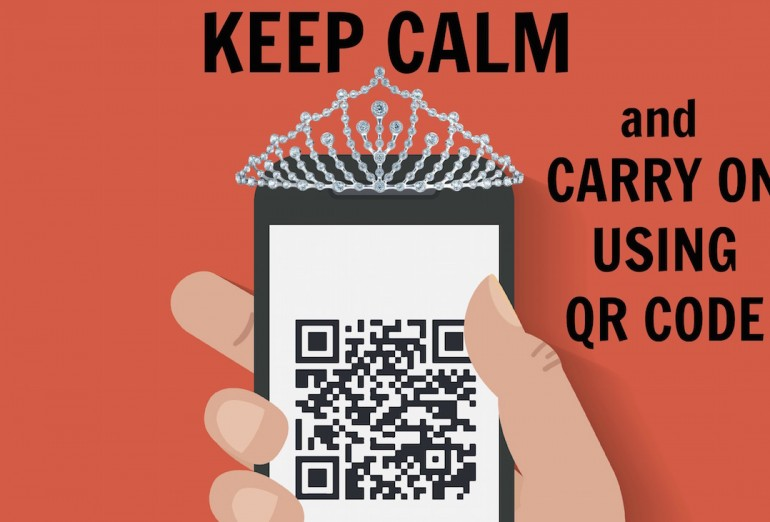 KEEP CALM
and
CARRY ON
USING
QR CODE